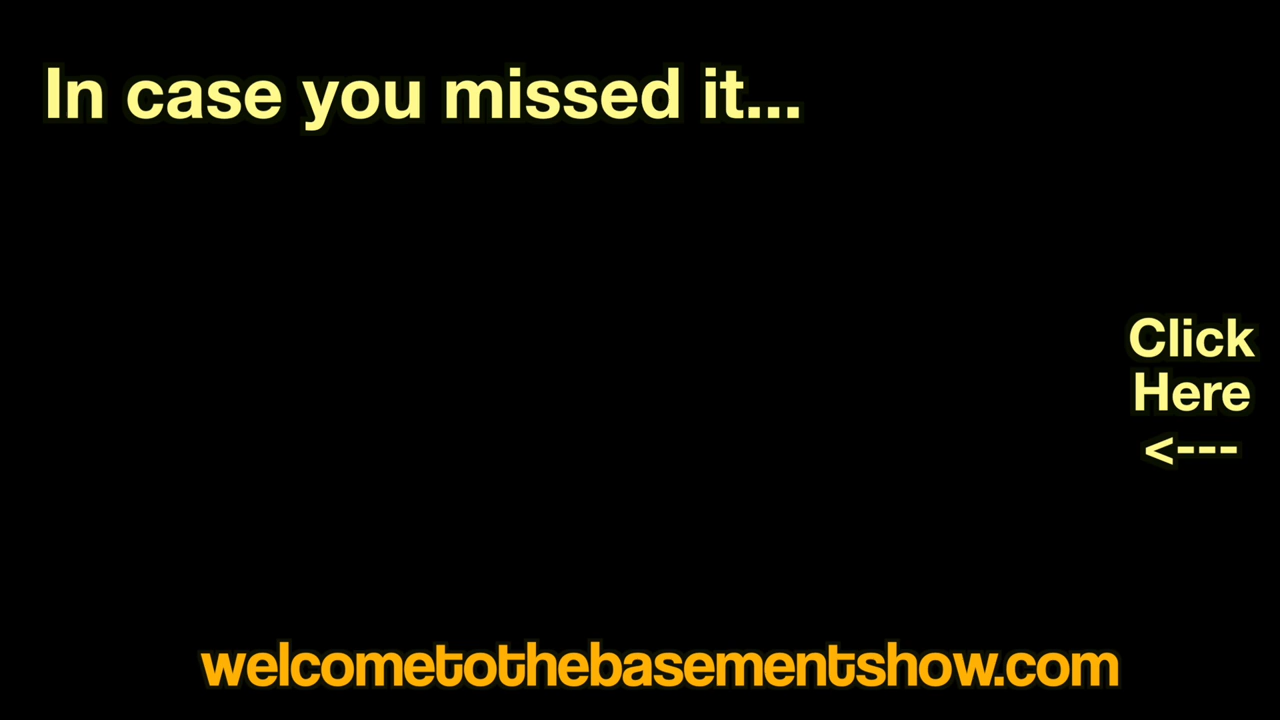 In case you missed it...
Click
Here
<---
welcometothebasementshow.com